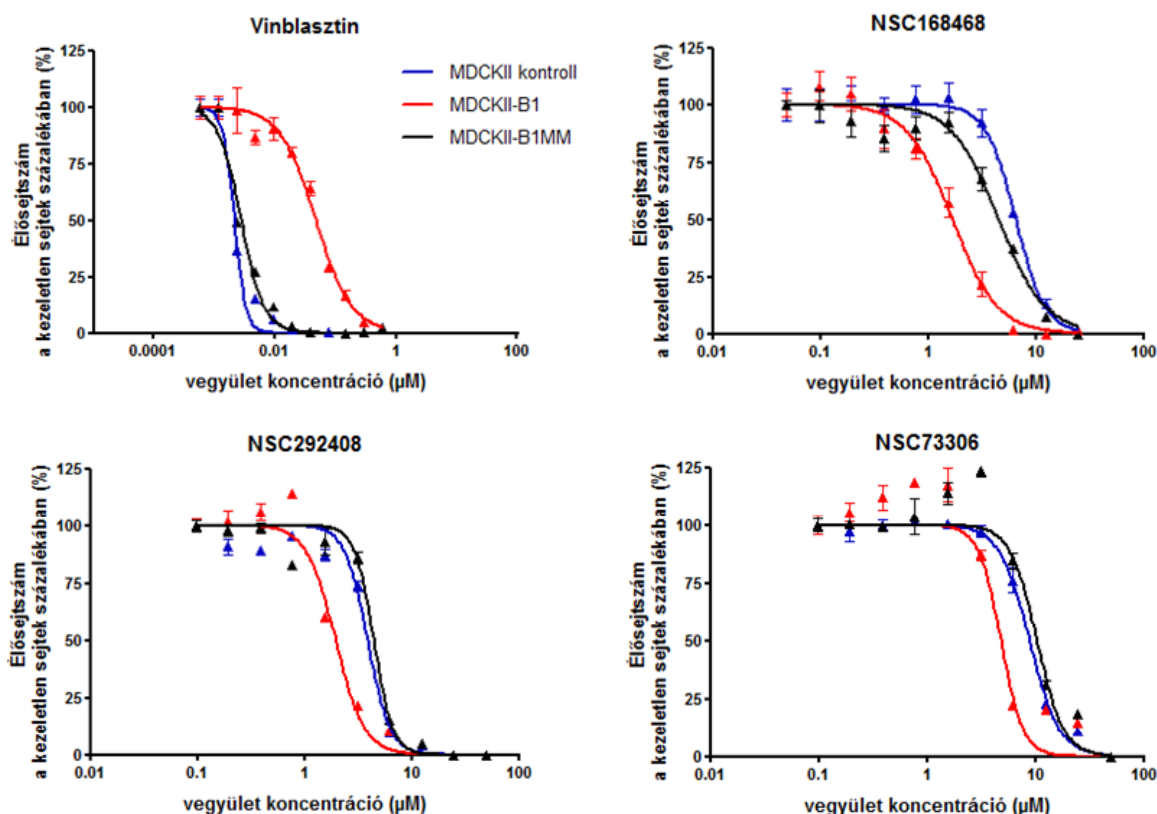 Vinblasztin
125
100
75
50
25
0
0.0001
0.01
1
100
Élősejtszám
a kezeletlen sejtek százalékában (%)
vegyület koncentráció (µM)
MDCKII kontroll
MDCKII-B1
MDCKII-B1MM
NSC168468
125
100
75
50
25
0
0.01
0.1
1
10
100
Élősejtszám
a kezeletlen sejtek százalékában (%)
vegyület koncentráció (µM)
NSC292408
125
100
75
50
25
0
0.01
0.1
1
10
100
Élősejtszám
a kezeletlen sejtek százalékában (%)
vegyület koncentráció (µM)
NSC73306
125
100
75
50
25
0
0.01
0.1
1
10
100
Élősejtszám
a kezeletlen sejtek százalékában (%)
vegyület koncentráció (µM)